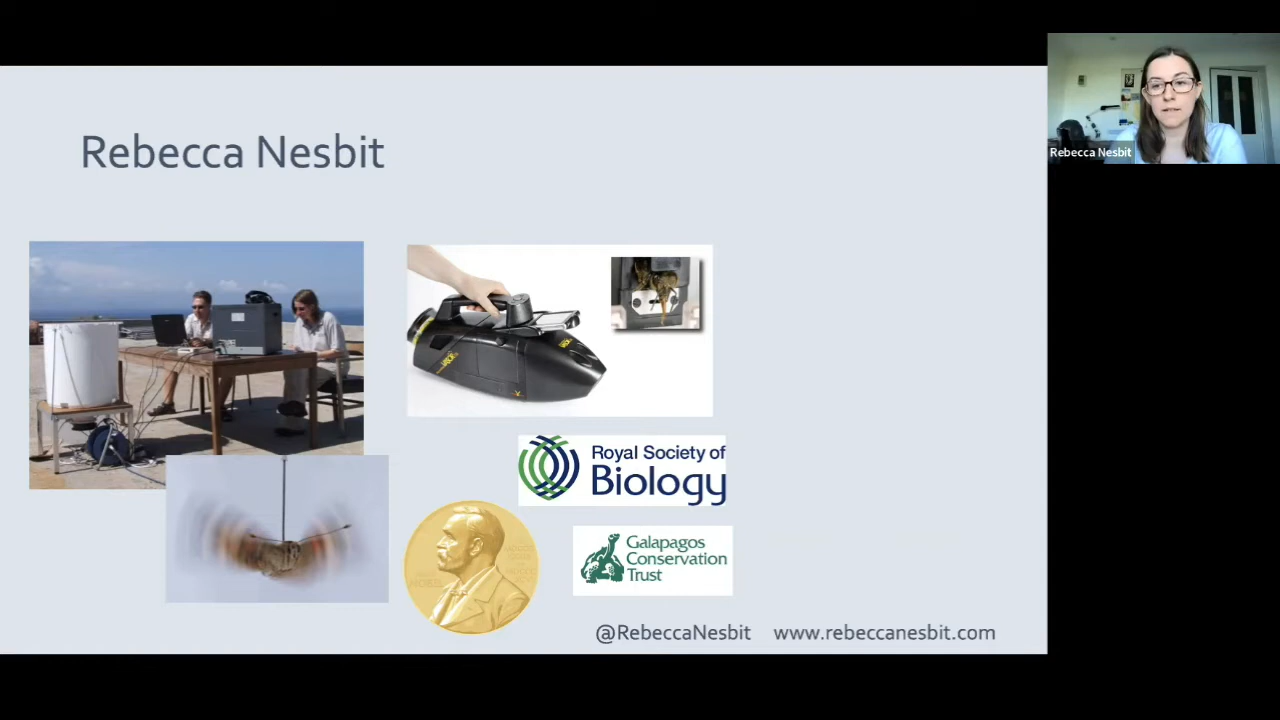 Rebecca Nesbit
Rebecca Nesbit
Royal Society of
Biology
Galapagos
Conservation
Trust
@RebeccaNesbit www.rebeccanesbit.com